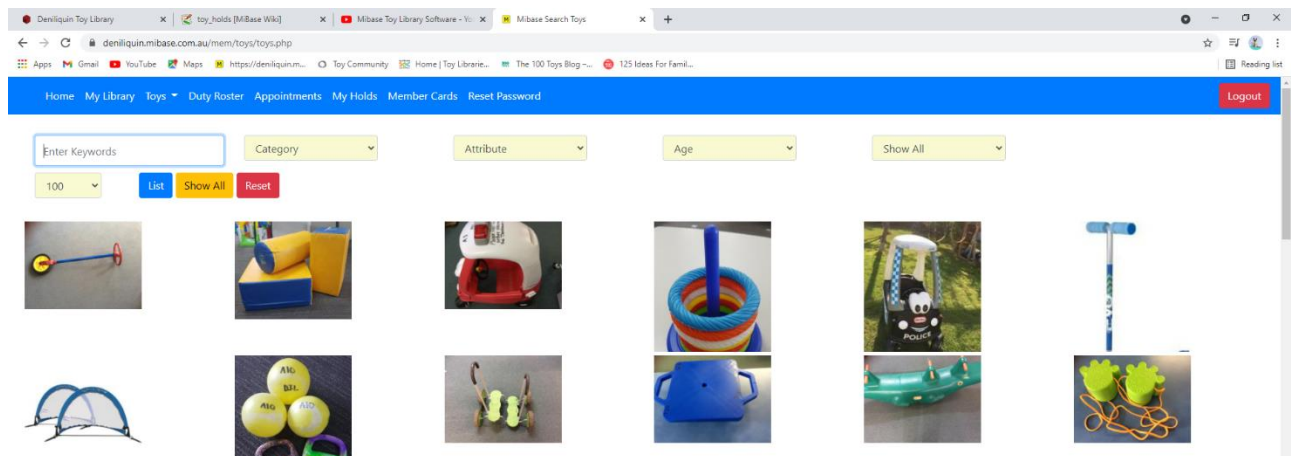 Deniliquin Toy Library
toy_holds [MiBase Wiki]
Mibase Toy Library Software - Yo
Mibase Search Toys
deniliquin.mibase.com.au/mem/toys/toys.php
Apps Gmail YouTube Maps https://deniliquin.m... Toy Community Home | Toy Librarie... The 100 Toys Blog –... 125 Ideas For Famil... Reading list
Home My Library Toys Duty Roster Appointments My Holds Member Cards Reset Password Logout
Enter Keywords Category Attribute Age Show All
100 List Show All Reset
POLICE
A10
A10 A10